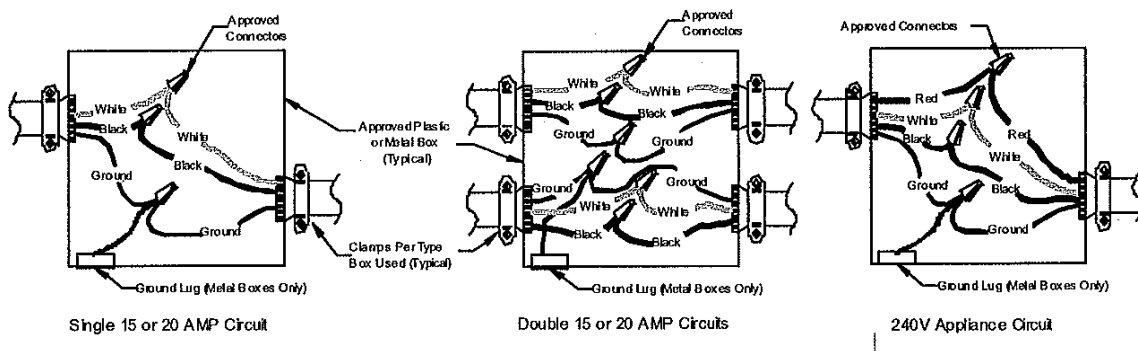 Approved
Connectos
White
Black
White
Black
Ground
Ground
Ground Lug (Metal Boxes Only)
Single 15 or 20 AMP Circuit
Approved Plastic
or Metal Box
(Typical)
Clamps Per Type
Box Used (Typical)
Approved
Connectors
White
White
Black
Black
Ground
Ground
Ground
Ground
White
White
Black
Black
Ground Lug (Metal Boxes Only)
Double 15 or 20 AMP Circuits
Approved Connectors
Red
White
Black
Red
White
Ground
Black
Ground
Ground Lug (Metal Boxes Only)
240V Appliance Circuit